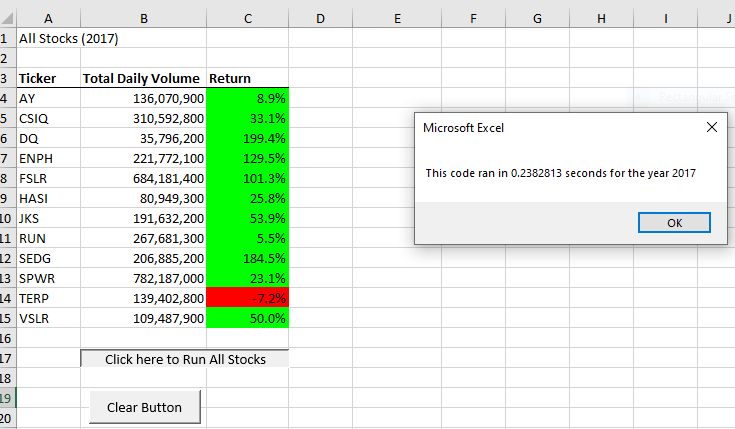 A B C D E F G H I J
1 All Stocks (2017)
2
3 Ticker Total Daily Volume Return
4 AY 136,070,900 8.9%
5 CSIQ 310,592,800 33.1%
6 DQ 35,796,200 199.4%
7 ENPH 221,772,100 129.5%
8 FSLR 684,181,400 101.3%
9 HASI 80,949,300 25.8%
10 JKS 191,632,200 53.9%
11 RUN 267,681,300 5.5%
12 SEDG 206,885,200 184.5%
13 SPWR 782,187,000 23.1%
14 TERP 139,402,800 -7.2%
15 VSLR 109,487,900 50.0%
16
17 Click here to Run All Stocks
18
19 Clear Button
20
Microsoft Excel
This code ran in 0.2382813 seconds for the year 2017
OK